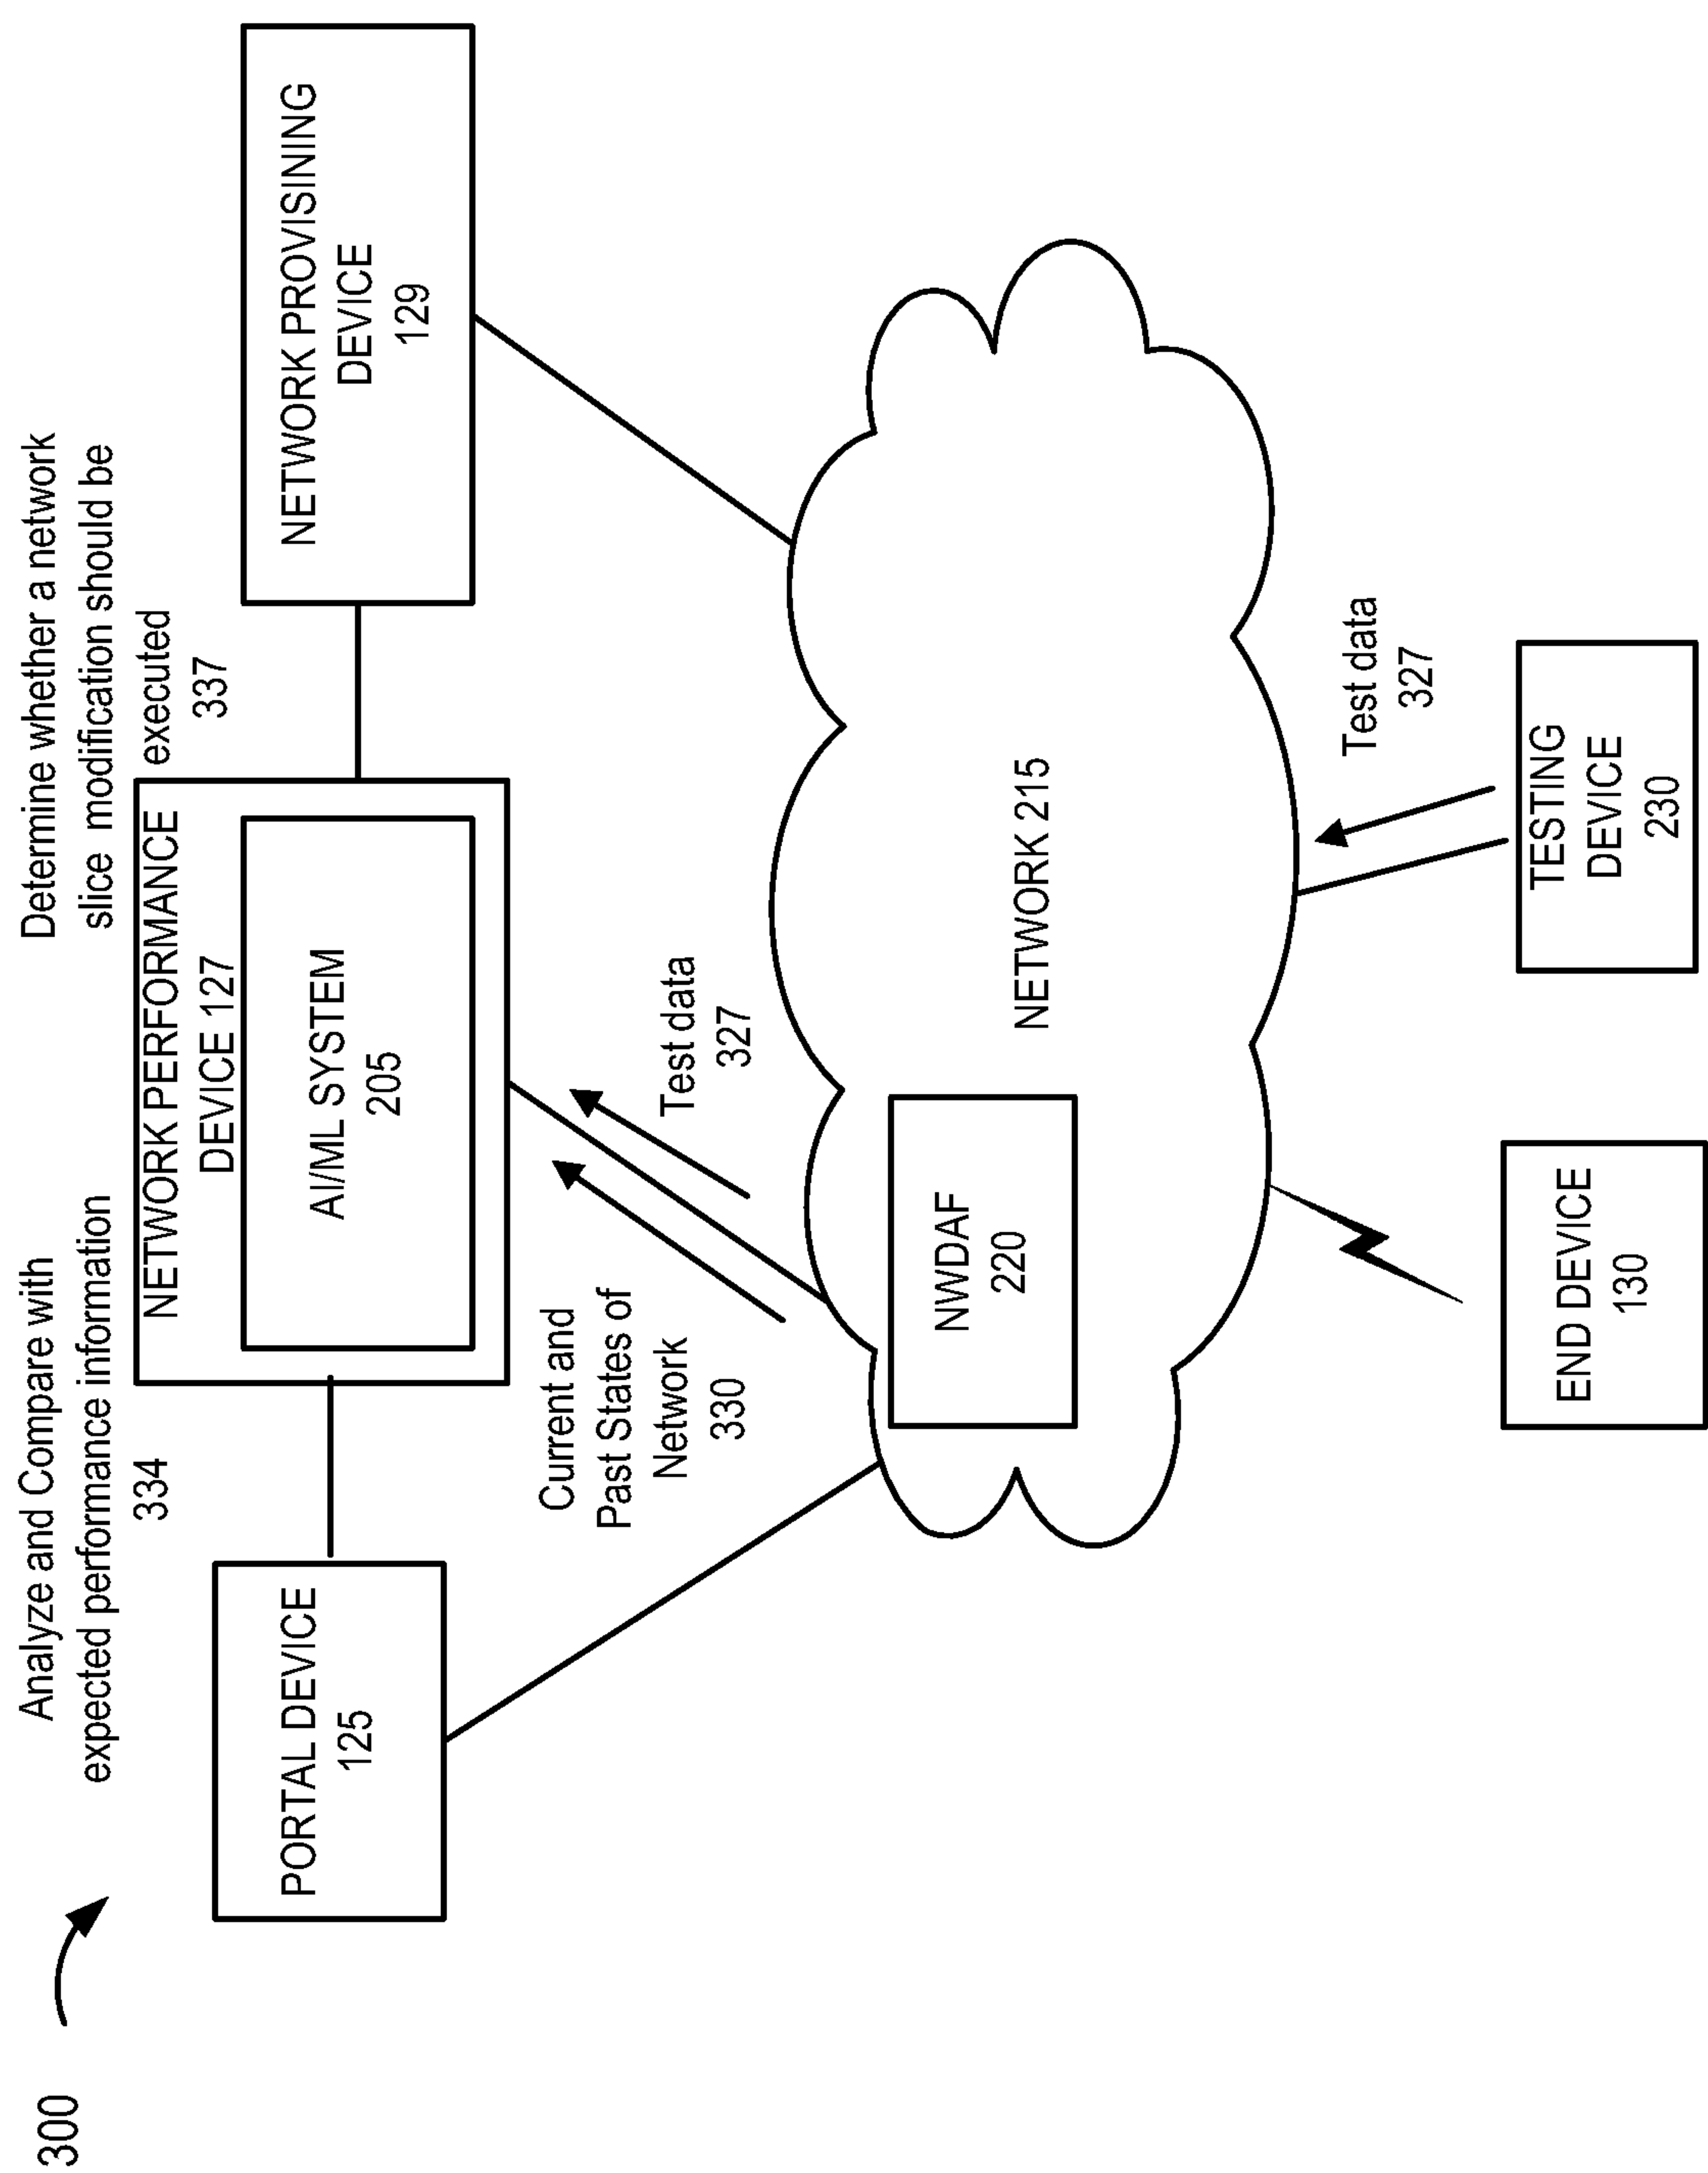 300
Analyze and Compare with
expected performance information
334
Determine whether a network
slice modification should be
executed
337
PORTAL DEVICE
125
NETWORK PERFORMANCE
DEVICE 127
AI/ML SYSTEM
205
NETWORK PROVISINING
DEVICE
129
Current and
Past States of
Network
330
Test data
327
NWDAF
220
NETWORK 215
Test data
327
END DEVICE
130
TESTING
DEVICE
230